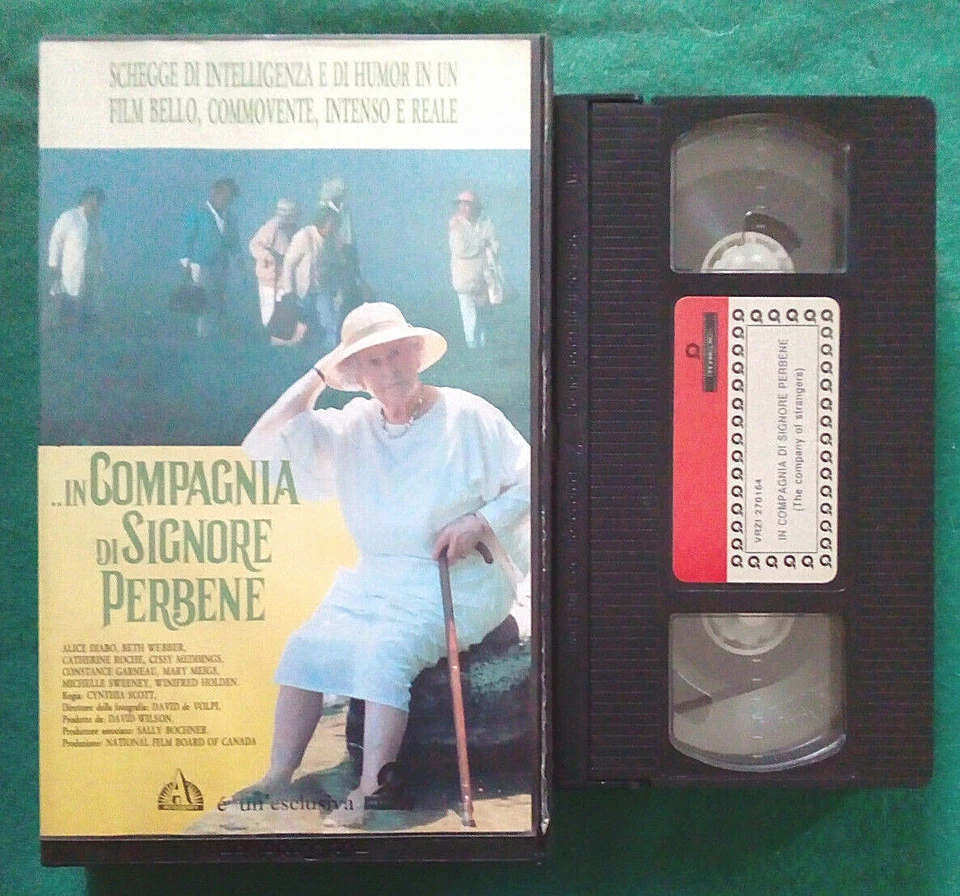 SCHEGGE DI INTELLIGENZA E DI HUMOR IN UN
FILM BELLO, COMMOVENTE, INTENSO E REALE
...IN COMPAGNIA
DI SIGNORE
PERBENE
ALICE DIABO, BETH WEBBER,
CATHERINE ROCHE, CISSY MEDDINGS,
CONSTANCE GARNEAU, MARY MEIGS,
MICHELLE SWEENEY, WINIFRED HOLDEN
Regia: CYNTHIA SCOTT,
Direttore della fotografia: DAVID de VOLPI,
Prodotto da: DAVID WILSON,
Produttore associato: SALLY BOCHNER
Produzione: NATIONAL FILM BOARD OF CANADA
A
è un'esclusiva
VRZI 270164
IN COMPAGNIA DI SIGNORE PERBENE
(The company of strangers)